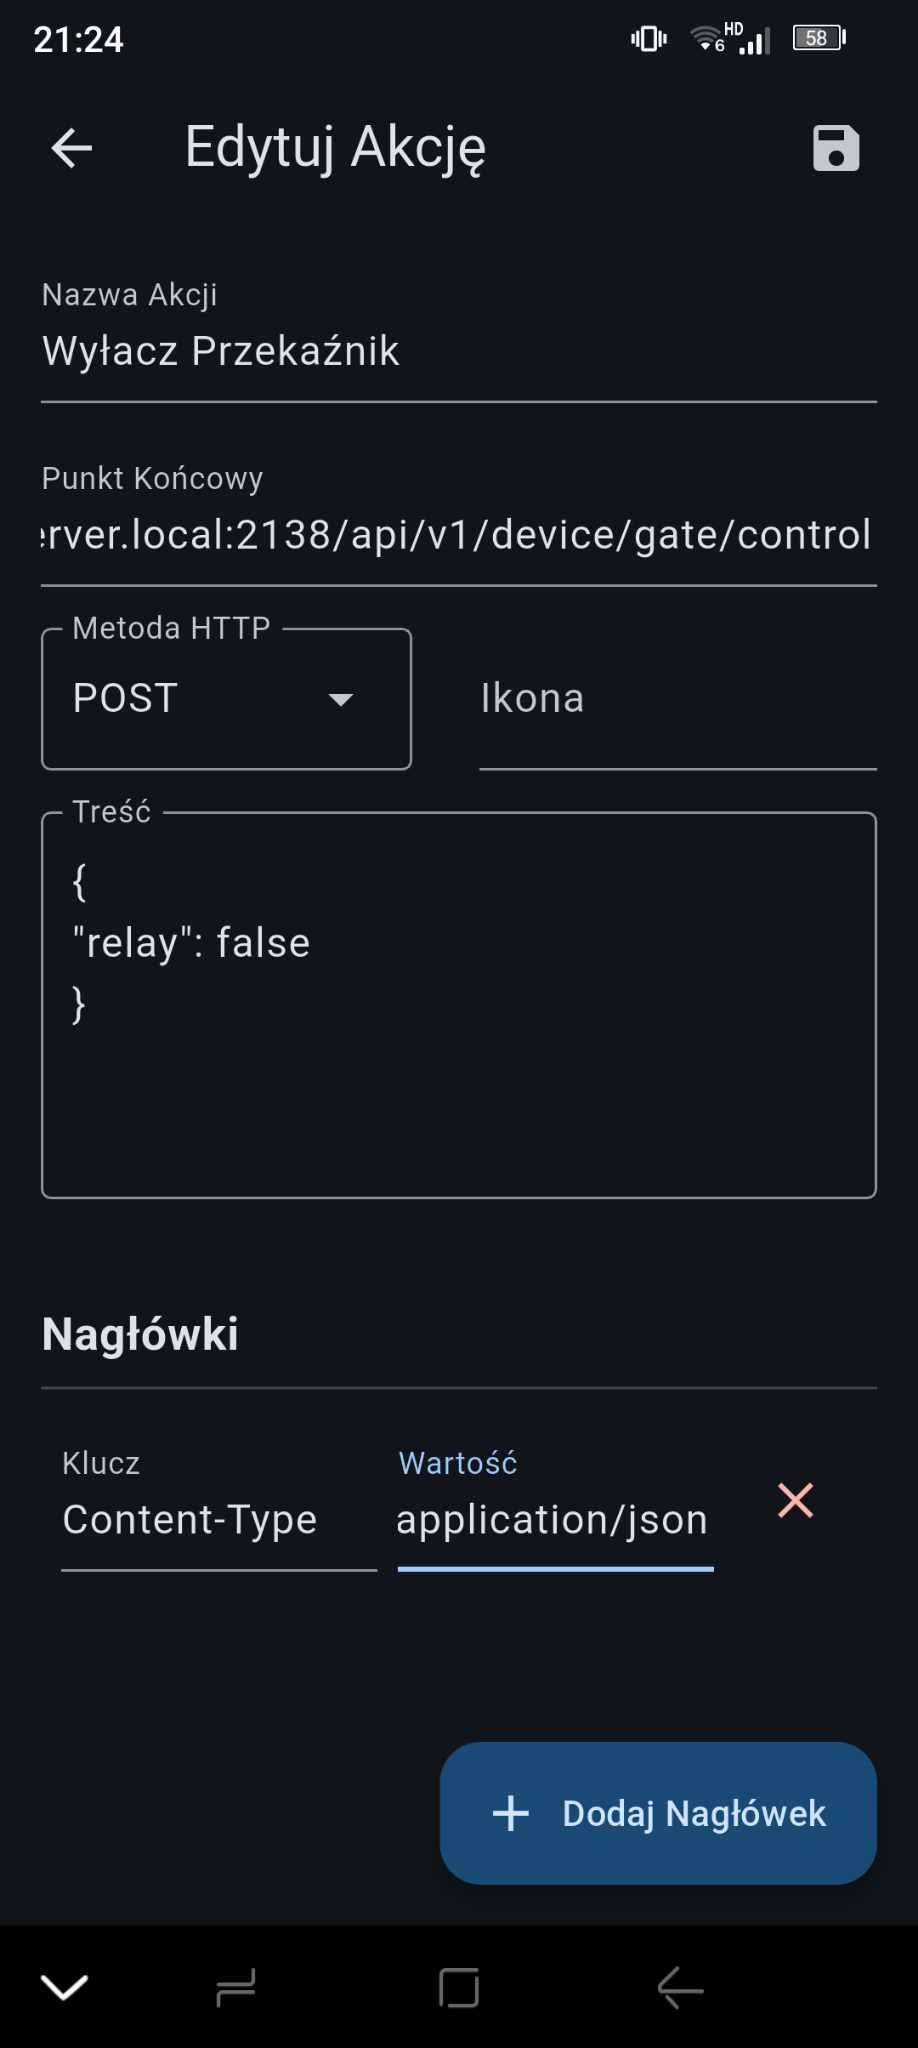 21:24
6 HD 58
Edytuj Akcję
Nazwa Akcji
Wyłacz Przekaźnik
Punkt Końcowy
erver.local:2138/api/v1/device/gate/control
Metoda HTTP
POST
Ikona
Treść
{
"relay": false
}
Nagłówki
Klucz
Content-Type
Wartość
application/json
Dodaj Nagłówek